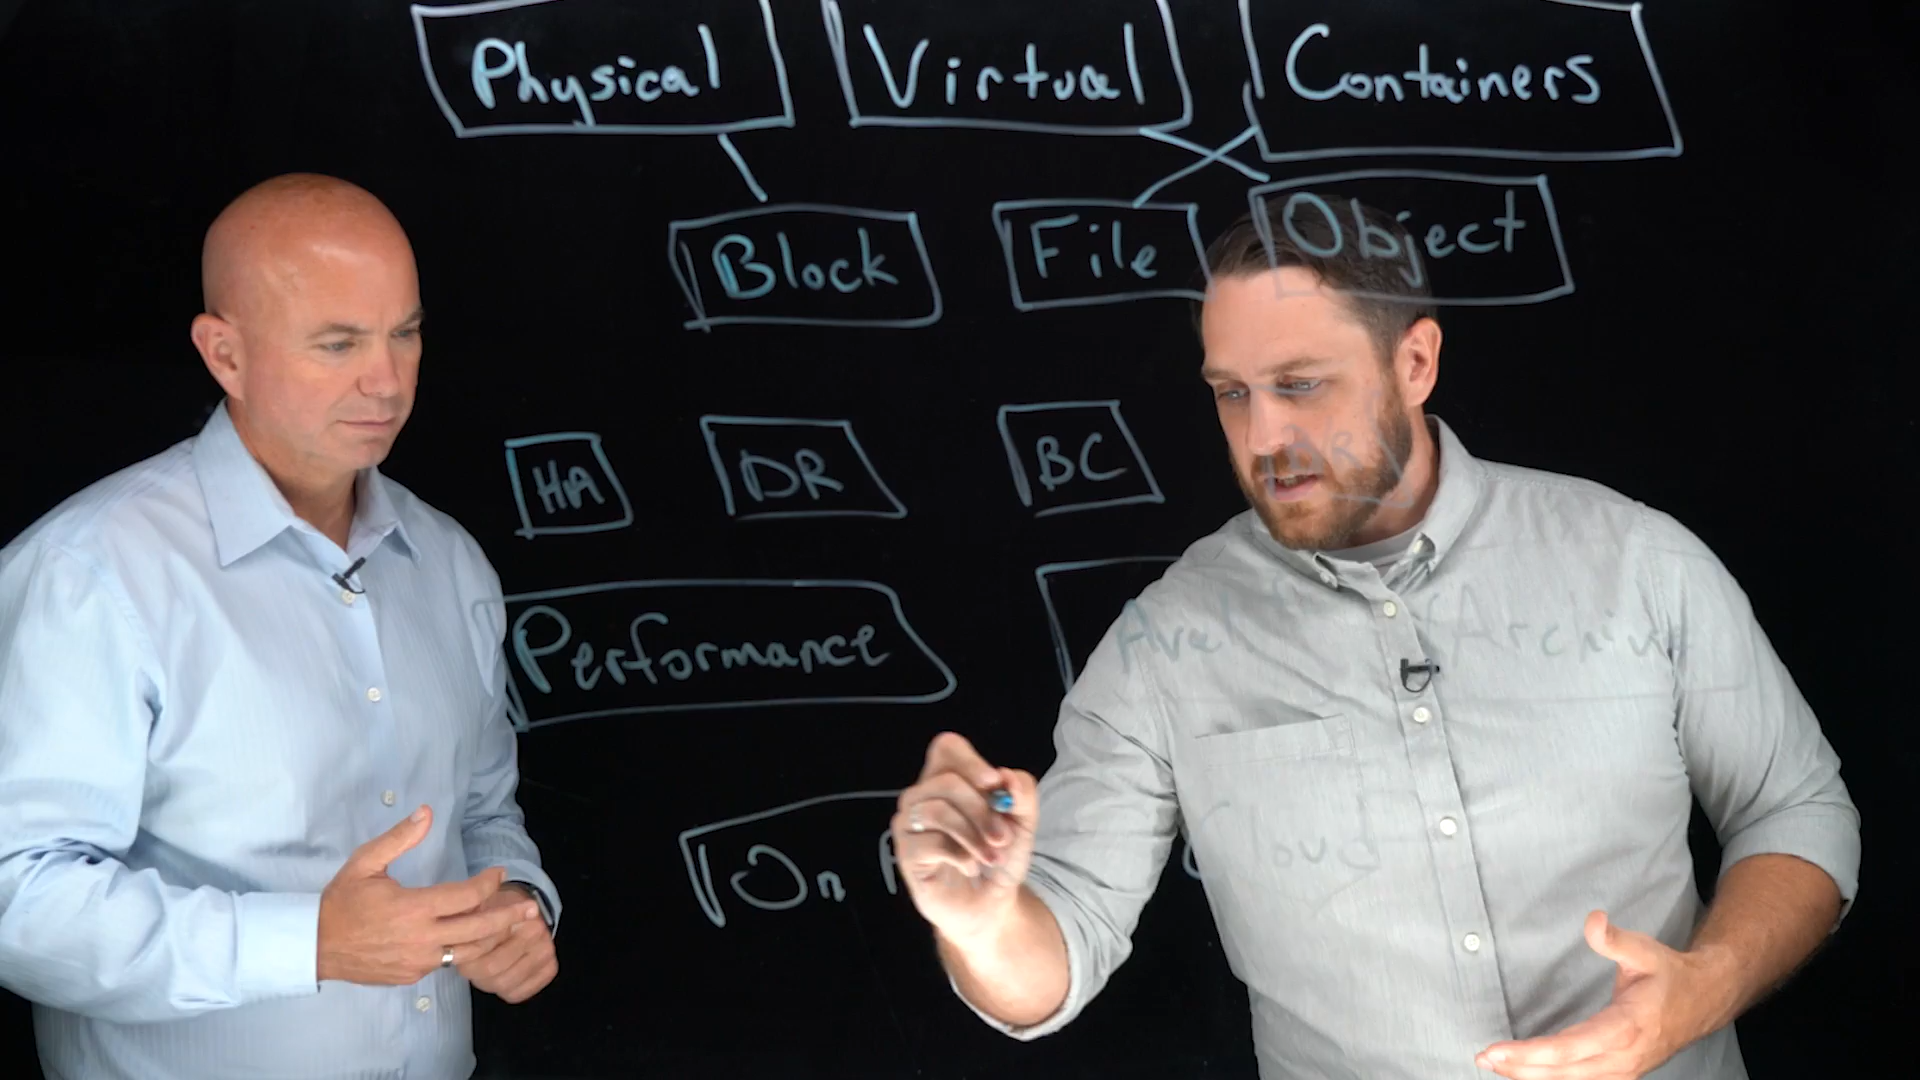 Physical Virtual Containers
Block File Object
HA DR BC
Performance Archive
On Cloud